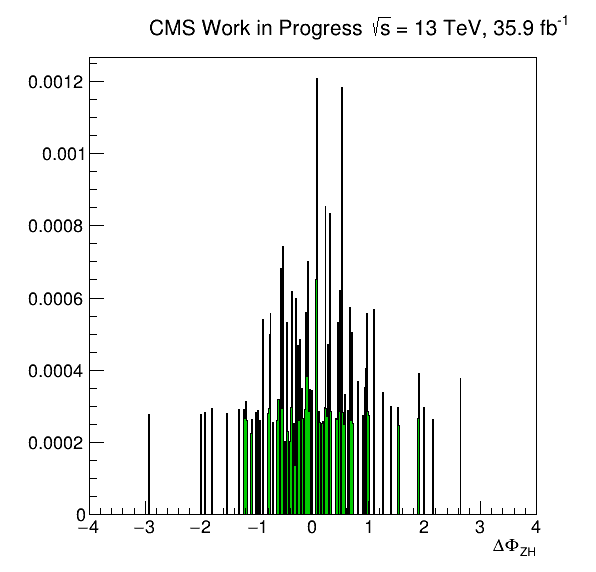 CMS Work in Progress √s = 13 TeV, 35.9 fb⁻¹
0.0012
0.001
0.0008
0.0006
0.0004
0.0002
0
−4 −3 −2 −1 0 1 2 3 4
ΔΦ_ZH